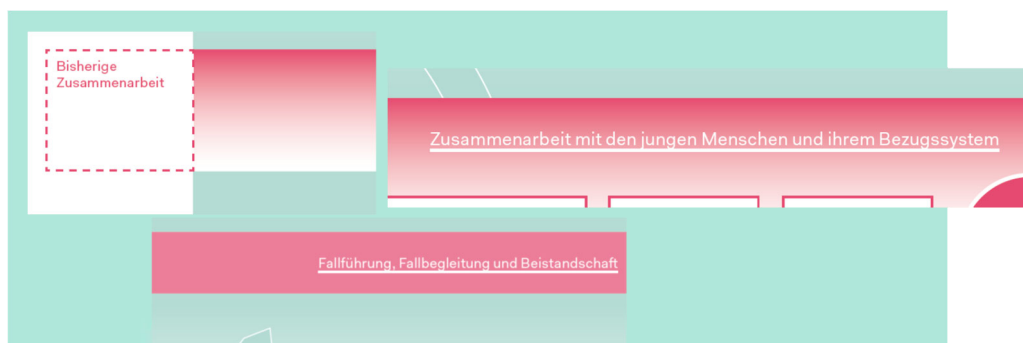 Bisherige
Zusammenarbeit
Zusammenarbeit mit den jungen Menschen und ihrem Bezugssystem
Fallführung, Fallbegleitung und Beistandschaft